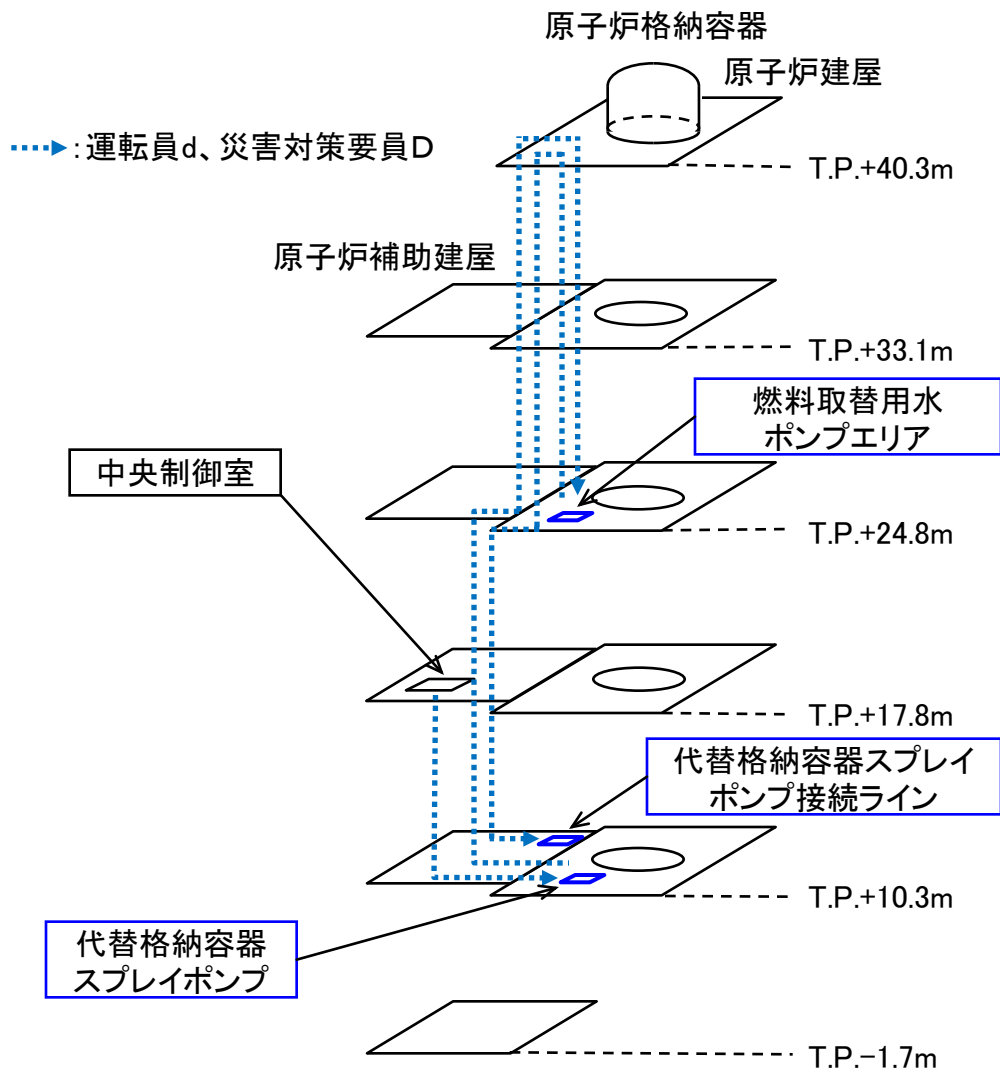 原子炉格納容器
原子炉建屋
:運転員d、災害対策要員D
T.P.+40.3m
原子炉補助建屋
T.P.+33.1m
燃料取替用水
ポンプエリア
中央制御室
T.P.+24.8m
T.P.+17.8m
代替格納容器スプレイ
ポンプ接続ライン
T.P.+10.3m
代替格納容器
スプレイポンプ
T.P.-1.7m